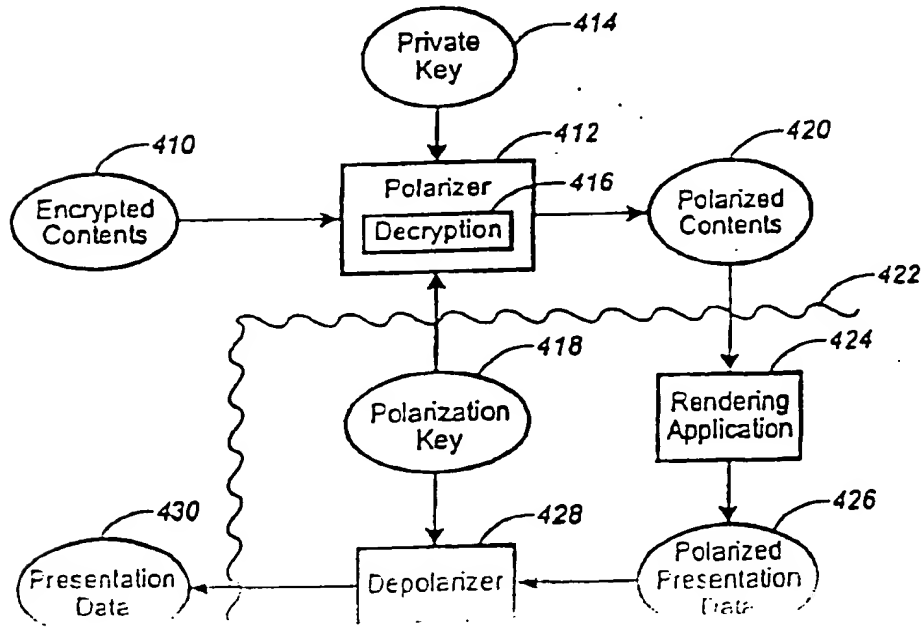 414
Private
Key
410
412
420
Encrypted
Contents
Polarizer
416
Decryption
Polarized
Contents
422
418
424
Polarization
Key
Rendering
Application
430
428
426
Presentation
Data
Depolarizer
Polarized
Presentation
Data